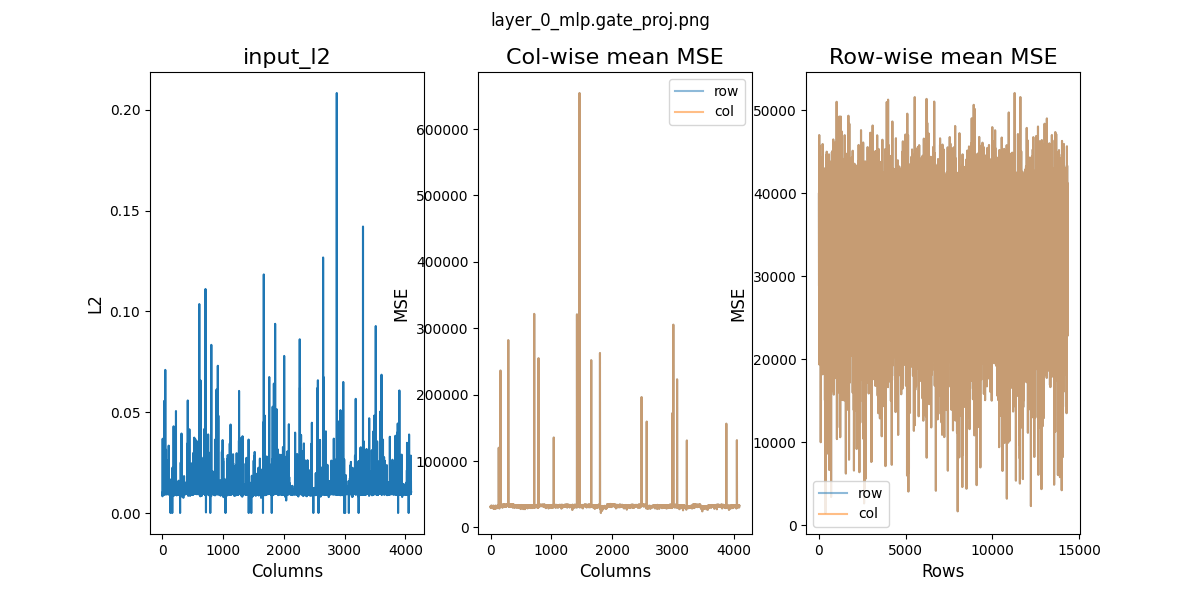 layer_0_mlp.gate_proj.png
input_l2
L2
0.20
0.15
0.10
0.05
0.00
0
1000
2000
3000
4000
Columns
Col-wise mean MSE
row
col
MSE
600000
500000
400000
300000
200000
100000
0
0
1000
2000
3000
4000
Columns
Row-wise mean MSE
MSE
50000
40000
30000
20000
10000
0
row
col
0
5000
10000
15000
Rows